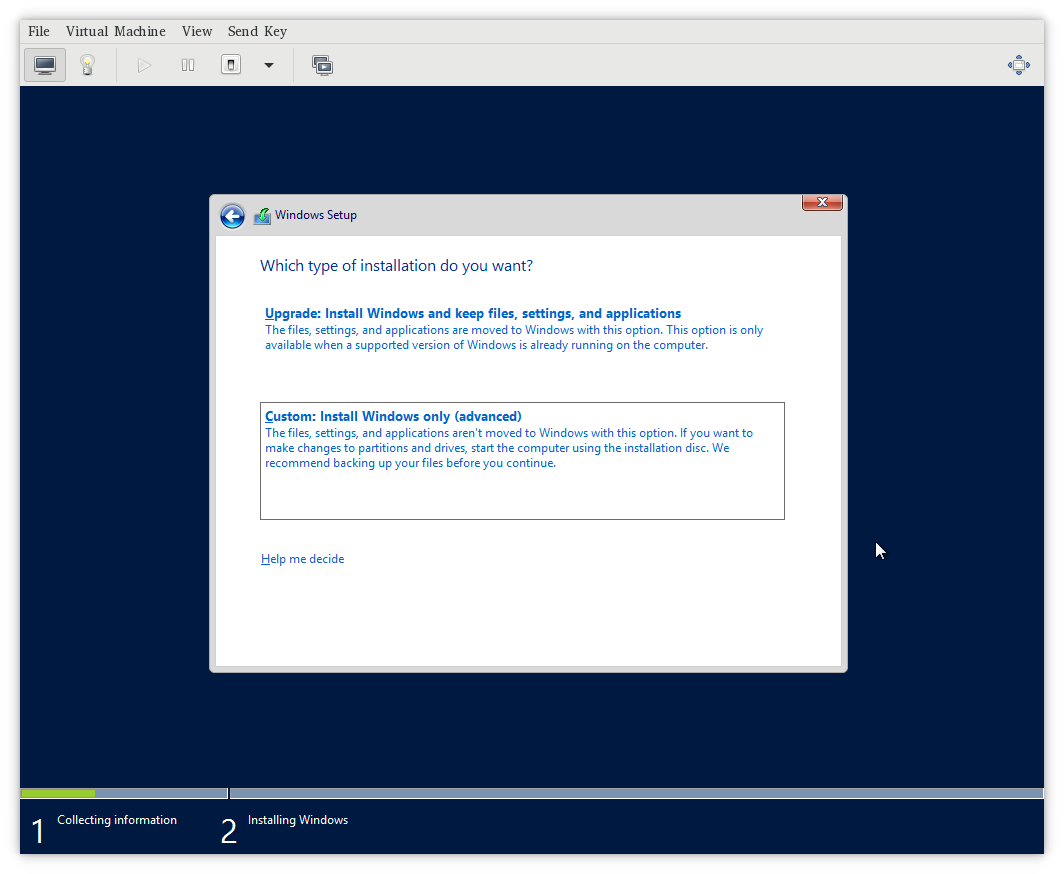 File Virtual Machine View Send Key
Windows Setup
Which type of installation do you want?
Upgrade: Install Windows and keep files, settings, and applications
The files, settings, and applications are moved to Windows with this option. This option is only
available when a supported version of Windows is already running on the computer.
Custom: Install Windows only (advanced)
The files, settings, and applications aren't moved to Windows with this option. If you want to
make changes to partitions and drives, start the computer using the installation disc. We
recommend backing up your files before you continue.
Help me decide
1 Collecting information 2 Installing Windows